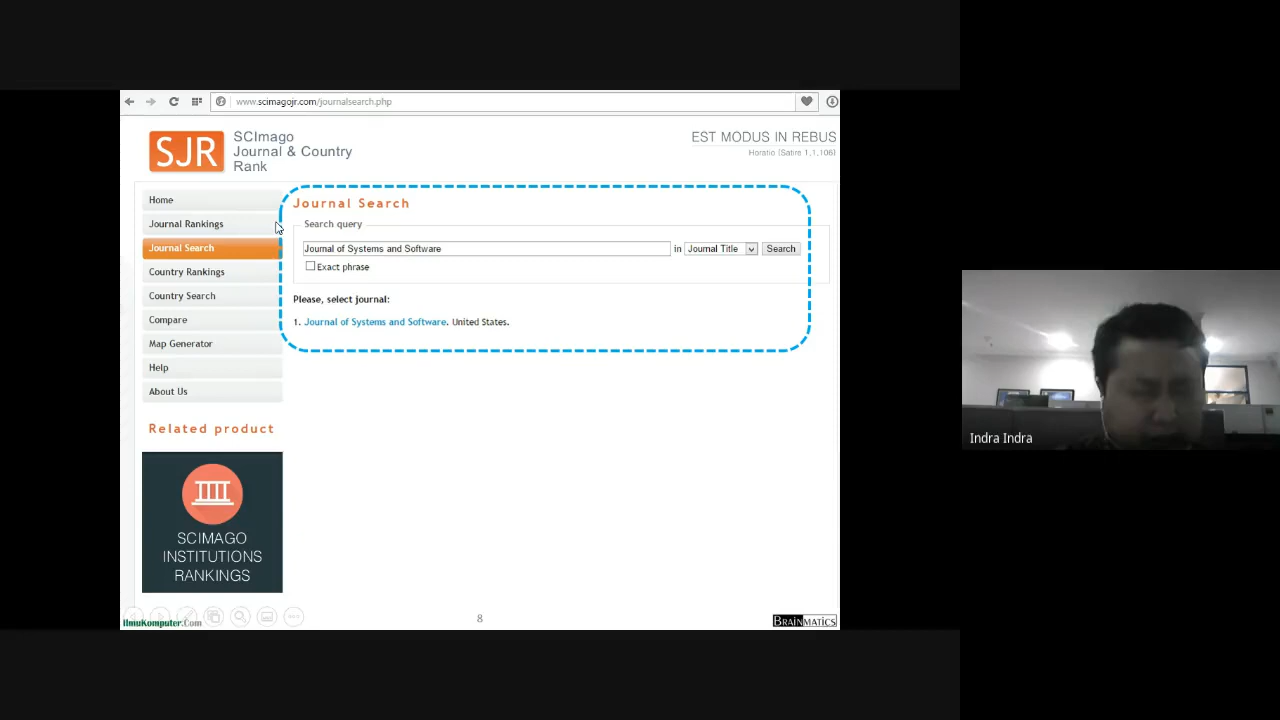 www.scimagojr.com/journalsearch.php
SJR
SCImago
Journal & Country
Rank
EST MODUS IN REBUS
Horatio (Satire 1,1,106)
Home
Journal Rankings
Journal Search
Country Rankings
Country Search
Compare
Map Generator
Help
About Us
Related product
SCIMAGO
INSTITUTIONS
RANKINGS
Journal Search
Search query
Journal of Systems and Software in Journal Title Search
Exact phrase
Please, select journal:
1. Journal of Systems and Software. United States.
IlmuKomputer.Com
8
BRAINMATICS
Indra Indra